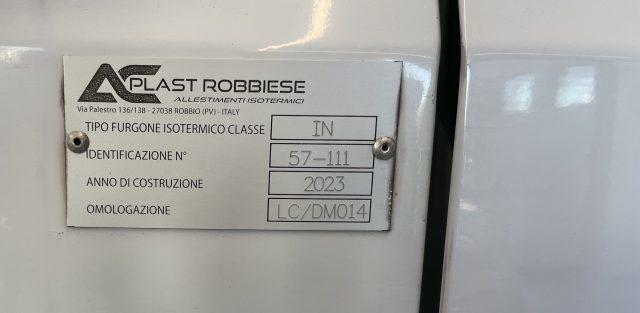 AC PLAST ROBBIESE
ALLESTIMENTI ISOTERMICI
Via Palestro 136/138 - 27038 ROBBIO (PV) - ITALY
TIPO FURGONE ISOTERMICO CLASSE IN
IDENTIFICAZIONE N° 57-111
ANNO DI COSTRUZIONE 2023
OMOLOGAZIONE LC/DM014